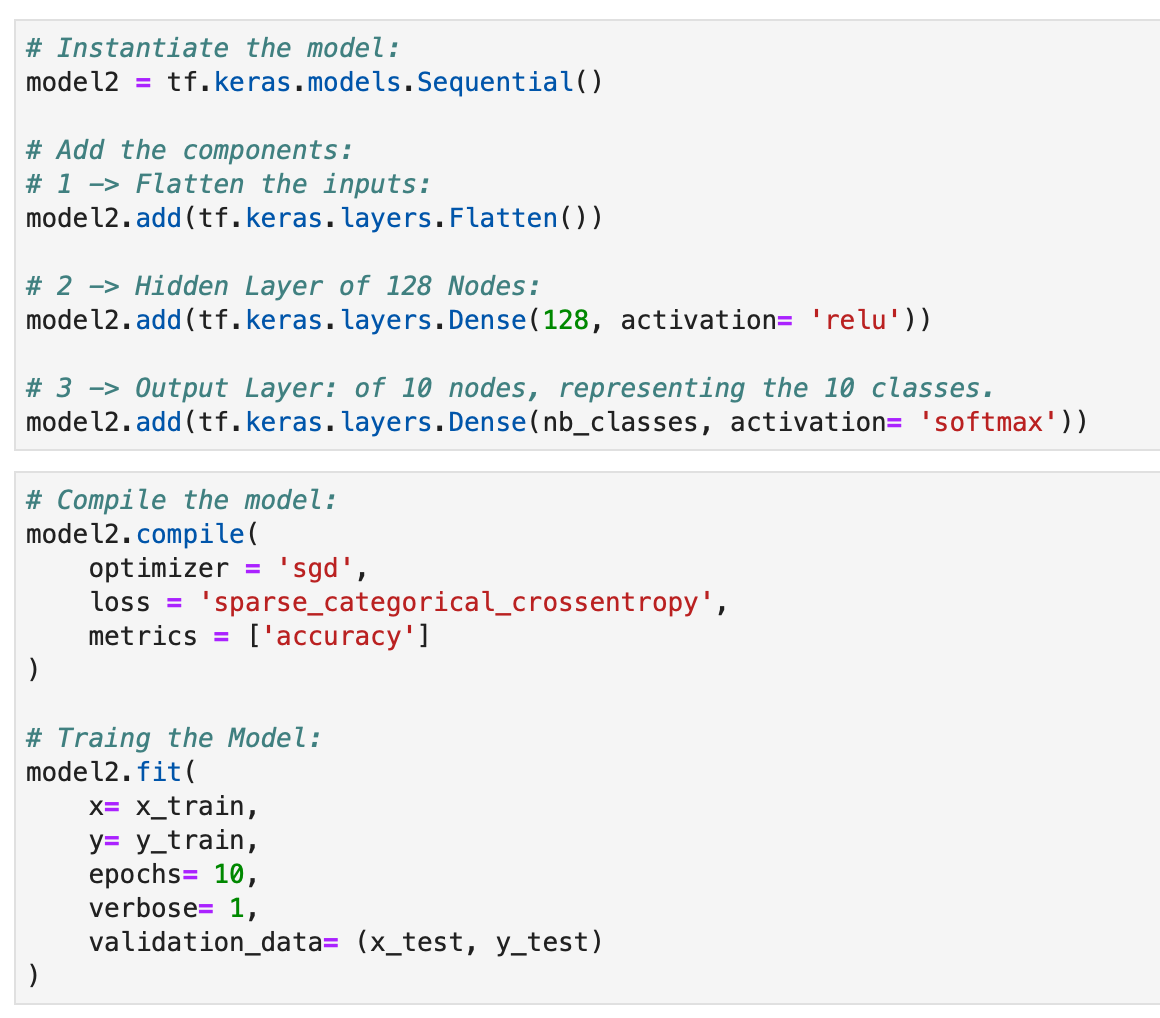 # Instantiate the model:
model2 = tf.keras.models.Sequential()
# Add the components:
# 1 -> Flatten the inputs:
model2.add(tf.keras.layers.Flatten())
# 2 -> Hidden Layer of 128 Nodes:
model2.add(tf.keras.layers.Dense(128, activation= 'relu'))
# 3 -> Output Layer: of 10 nodes, representing the 10 classes.
model2.add(tf.keras.layers.Dense(nb_classes, activation= 'softmax'))
# Compile the model:
model2.compile(
    optimizer = 'sgd',
    loss = 'sparse_categorical_crossentropy',
    metrics = ['accuracy']
)
# Traing the Model:
model2.fit(
    x= x_train,
    y= y_train,
    epochs= 10,
    verbose= 1,
    validation_data= (x_test, y_test)
)